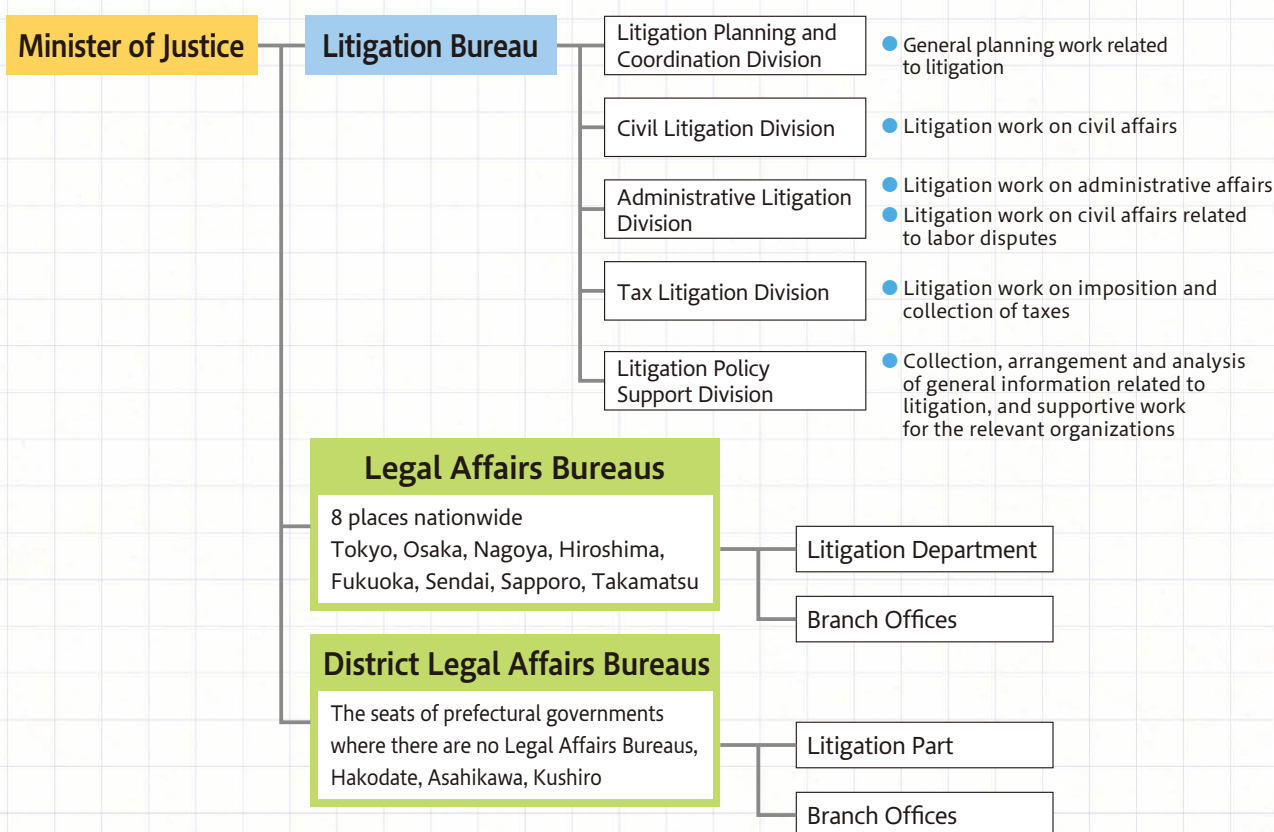 Minister of Justice
Litigation Bureau
Litigation Planning and
Coordination Division
General planning work related
to litigation
Civil Litigation Division
Litigation work on civil affairs
Administrative Litigation
Division
Litigation work on administrative affairs
Litigation work on civil affairs related
to labor disputes
Tax Litigation Division
Litigation work on imposition and
collection of taxes
Litigation Policy
Support Division
Collection, arrangement and analysis
of general information related to
litigation, and supportive work
for the relevant organizations
Legal Affairs Bureaus
8 places nationwide
Tokyo, Osaka, Nagoya, Hiroshima,
Fukuoka, Sendai, Sapporo, Takamatsu
Litigation Department
Branch Offices
District Legal Affairs Bureaus
The seats of prefectural governments
where there are no Legal Affairs Bureaus,
Hakodate, Asahikawa, Kushiro
Litigation Part
Branch Offices